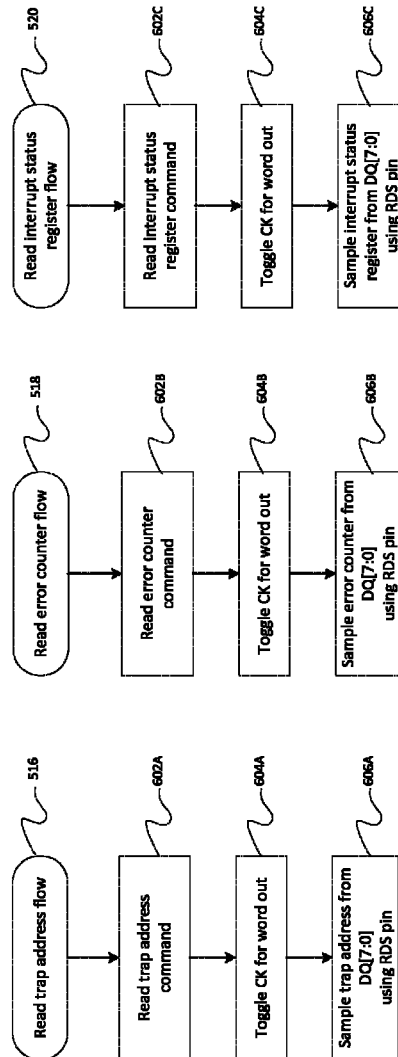 Read trap address flow
516
Read trap address
command
602A
Toggle CK for word out
604A
Sample trap address from
DQ[7:0]
using RDS pin
606A
Read error counter flow
518
Read error counter
command
602B
Toggle CK for word out
604B
Sample error counter from
DQ[7:0]
using RDS pin
606B
Read interrupt status
register flow
520
Read interrupt status
register command
602C
Toggle CK for word out
604C
Sample interrupt status
register from DQ[7:0]
using RDS pin
606C